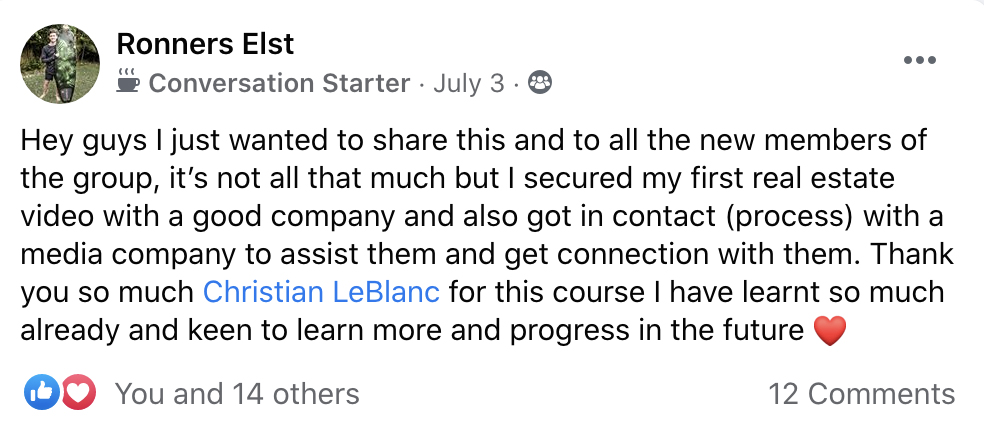 Ronners Elst
Conversation Starter · July 3 ·
Hey guys I just wanted to share this and to all the new members of
the group, it’s not all that much but I secured my first real estate
video with a good company and also got in contact (process) with a
media company to assist them and get connection with them. Thank
you so much Christian LeBlanc for this course I have learnt so much
already and keen to learn more and progress in the future ❤️
You and 14 others
12 Comments